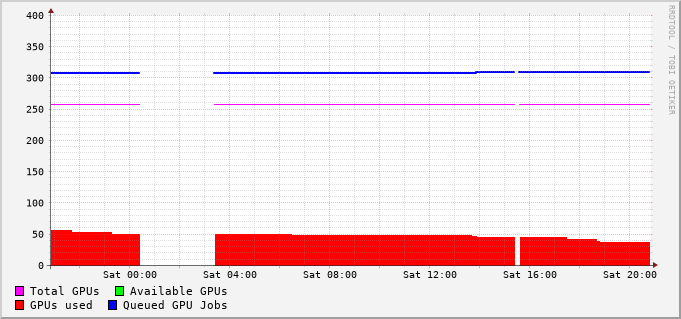 400
350
300
250
200
150
100
50
0
Sat 00:00 Sat 04:00 Sat 08:00 Sat 12:00 Sat 16:00 Sat 20:00
Total GPUs Available GPUs
GPUs used Queued GPU Jobs
RRDTOOL / TOBI OETIKER